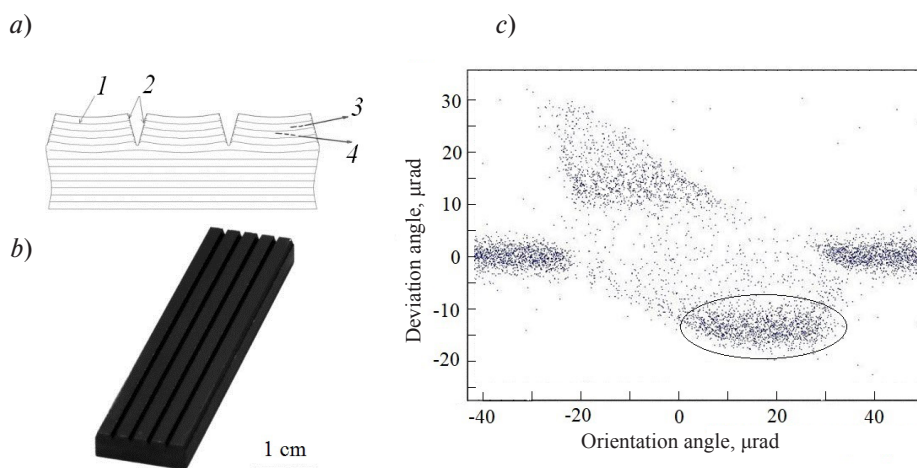 a)
1
2
3
4
b)
1 cm
c)
Deviation angle, μrad
30
20
10
0
-10
-20
-40
-20
0
20
40
Orientation angle, μrad